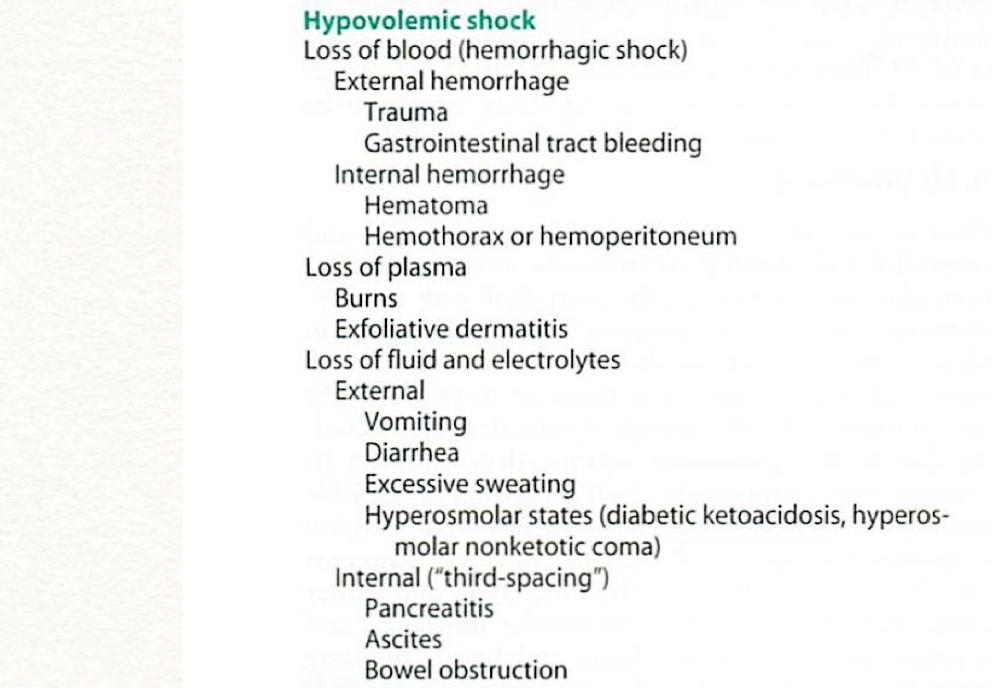 Hypovolemic shock
Loss of blood (hemorrhagic shock)
External hemorrhage
Trauma
Gastrointestinal tract bleeding
Internal hemorrhage
Hematoma
Hemothorax or hemoperitoneum
Loss of plasma
Burns
Exfoliative dermatitis
Loss of fluid and electrolytes
External
Vomiting
Diarrhea
Excessive sweating
Hyperosmolar states (diabetic ketoacidosis, hyperos-
molar nonketotic coma)
Internal (“third-spacing”)
Pancreatitis
Ascites
Bowel obstruction